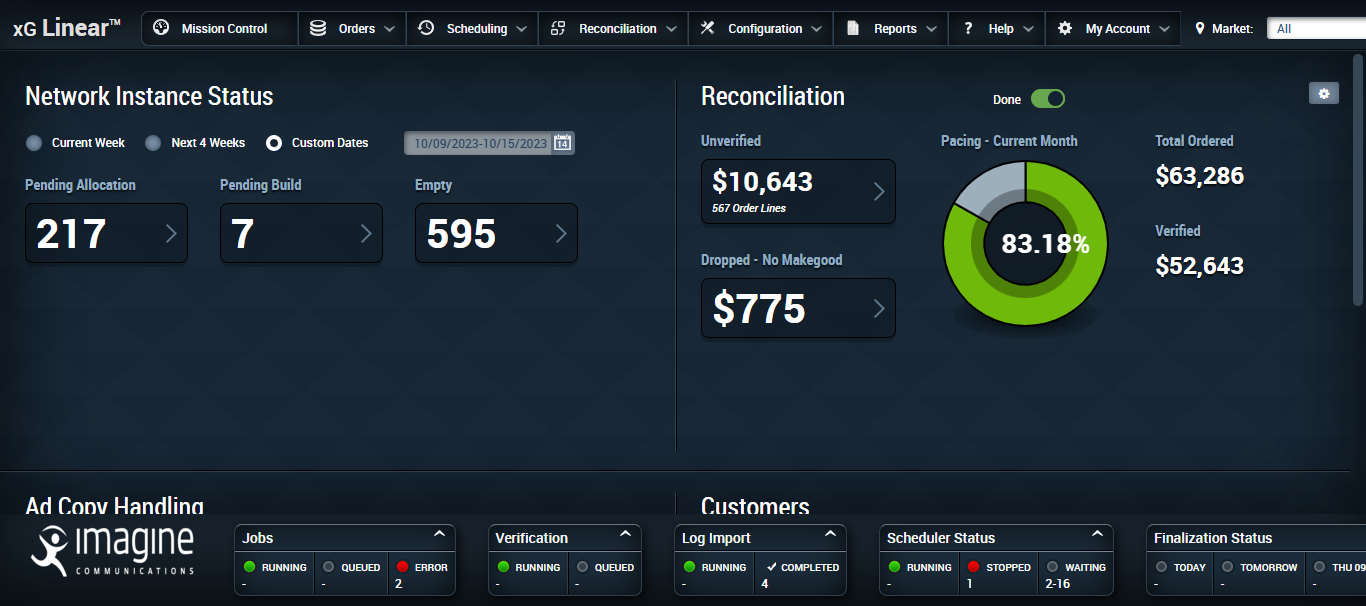 xG Linear™
Mission Control
Orders
Scheduling
Reconciliation
Configuration
Reports
? Help
My Account
Market:
All
Network Instance Status
Current Week
Next 4 Weeks
Custom Dates
10/09/2023-10/15/2023
14
Pending Allocation
Pending Build
Empty
217
7
595
Reconciliation
Done
Unverified
$10,643
567 Order Lines
Dropped - No Makegood
$775
Pacing - Current Month
83.18%
Total Ordered
$63,286
Verified
$52,643
Ad Copy Handling
Customers
imagine
COMMUNICATIONS
Jobs
RUNNING
-
QUEUED
-
ERROR
2
Verification
RUNNING
-
QUEUED
-
Log Import
RUNNING
-
COMPLETED
4
Scheduler Status
RUNNING
-
STOPPED
1
WAITING
2-16
Finalization Status
TODAY
-
TOMORROW
-
THU 09
-